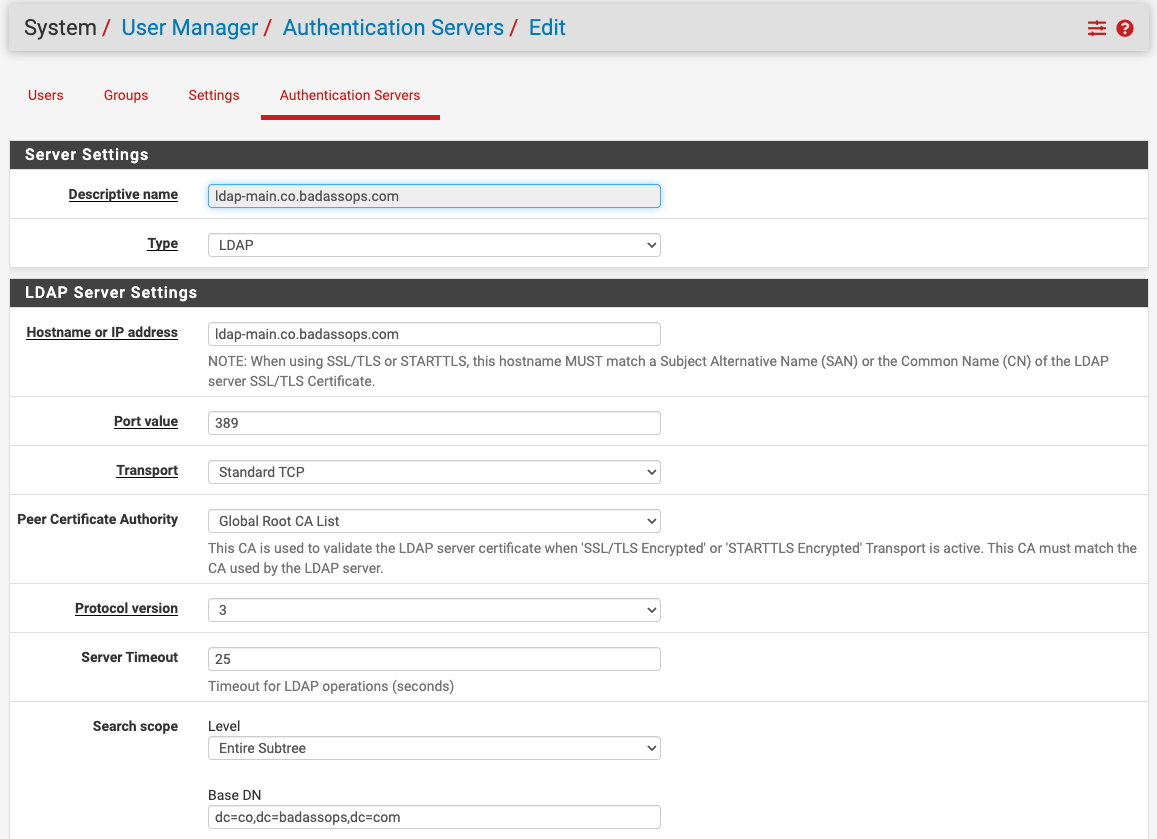 System / User Manager / Authentication Servers / Edit
Users Groups Settings Authentication Servers
Server Settings
Descriptive name ldap-main.co.badassops.com
Type LDAP
LDAP Server Settings
Hostname or IP address ldap-main.co.badassops.com
NOTE: When using SSL/TLS or STARTTLS, this hostname MUST match a Subject Alternative Name (SAN) or the Common Name (CN) of the LDAP
server SSL/TLS Certificate.
Port value 389
Transport Standard TCP
Peer Certificate Authority Global Root CA List
This CA is used to validate the LDAP server certificate when 'SSL/TLS Encrypted' or 'STARTTLS Encrypted' Transport is active. This CA must match the
CA used by the LDAP server.
Protocol version 3
Server Timeout 25
Timeout for LDAP operations (seconds)
Search scope Level
Entire Subtree
Base DN
dc=co,dc=badassops,dc=com